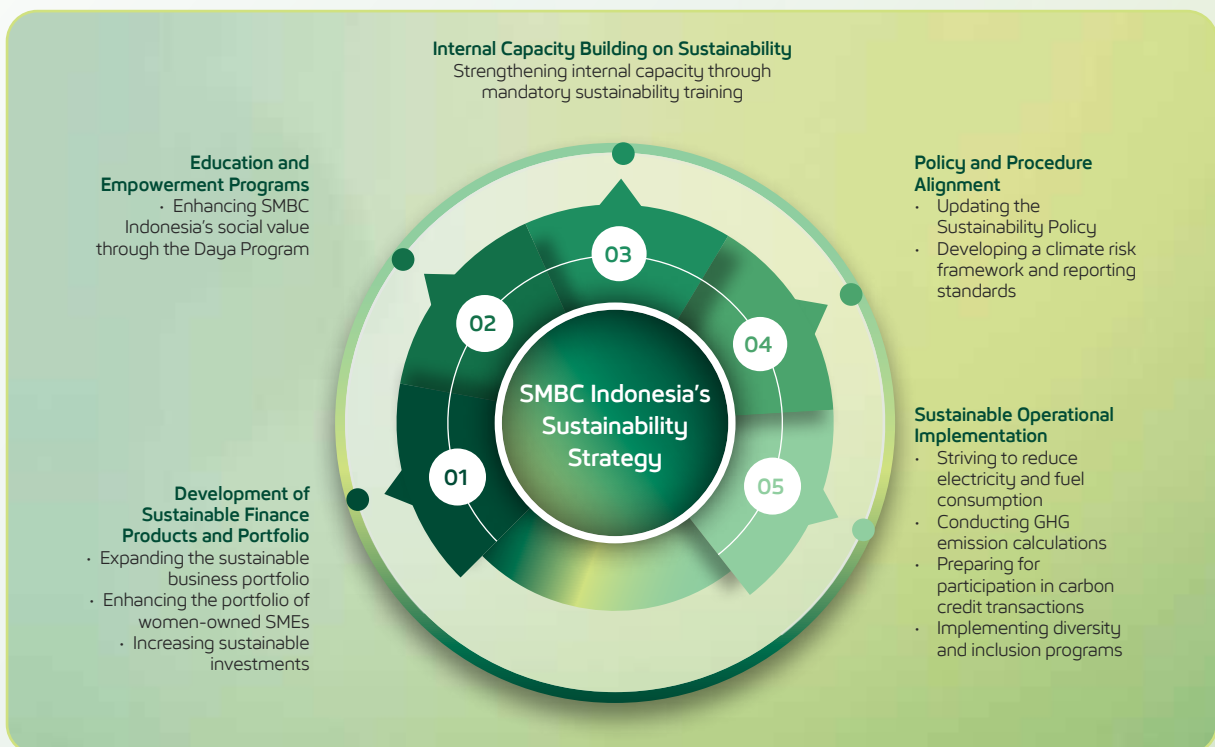 Internal Capacity Building on Sustainability
Strengthening internal capacity through
mandatory sustainability training
Education and
Empowerment Programs
· Enhancing SMBC
Indonesia's social value
through the Daya Program
Policy and Procedure
Alignment
· Updating the
Sustainability Policy
· Developing a climate risk
framework and reporting
standards
03
02
04
SMBC Indonesia's
Sustainability
Strategy
01
05
Development of
Sustainable Finance
Products and Portfolio
· Expanding the sustainable
business portfolio
· Enhancing the portfolio of
women-owned SMEs
· Increasing sustainable
investments
Sustainable Operational
Implementation
· Striving to reduce
electricity and fuel
consumption
· Conducting GHG
emission calculations
· Preparing for
participation in carbon
credit transactions
· Implementing diversity
and inclusion programs